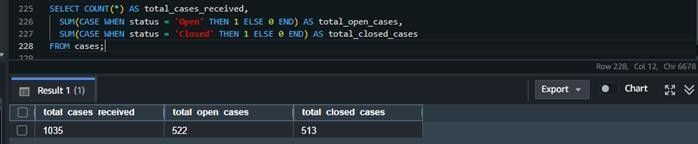 225 SELECT COUNT(*) AS total_cases_received,
226 SUM(CASE WHEN status = 'Open' THEN 1 ELSE 0 END) AS total_open_cases,
227 SUM(CASE WHEN status = 'Closed' THEN 1 ELSE 0 END) AS total_closed_cases
228 FROM cases;
229
Row 228, Col 12, Chr 6678
Result 1 (1) Export Chart
total cases received total open cases total closed cases
1035 522 513